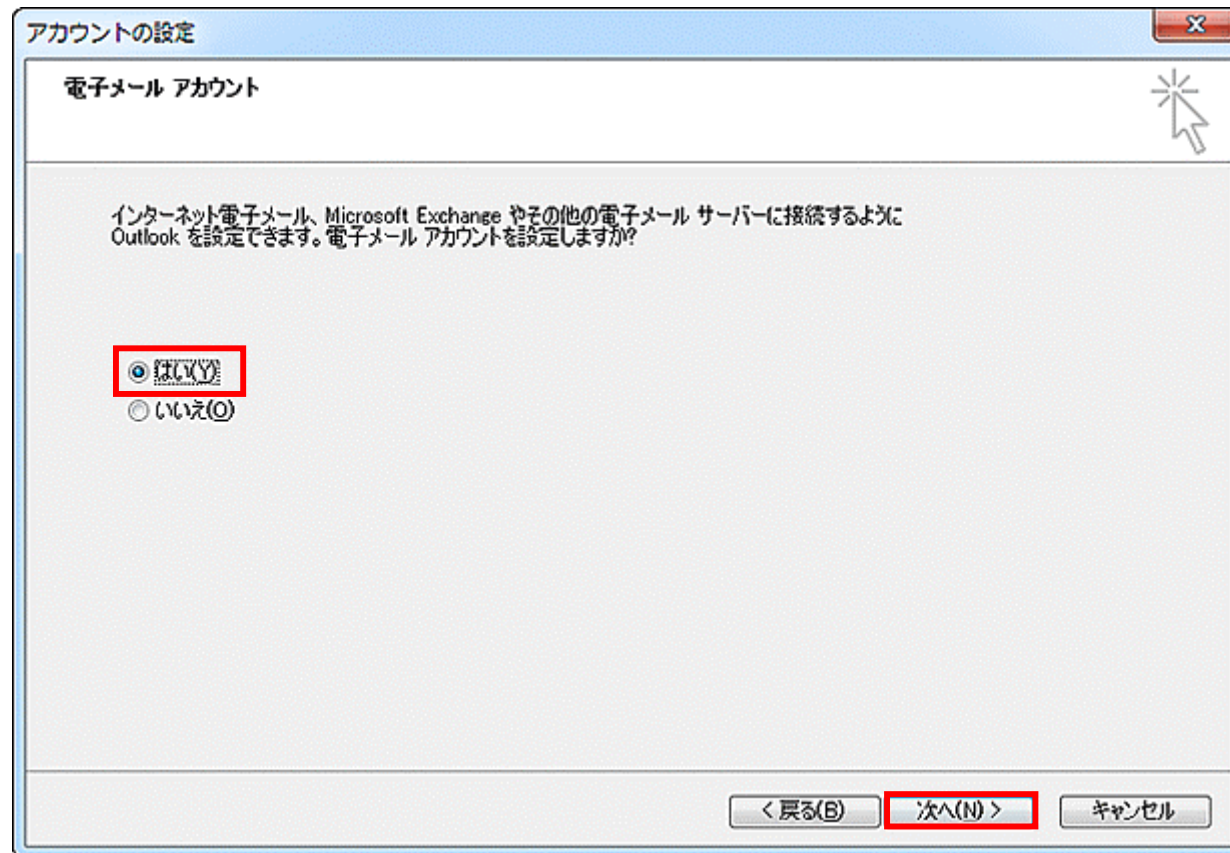 アカウントの設定
電子メール アカウント
インターネット電子メール、Microsoft Exchange やその他の電子メール サーバーに接続するように
Outlook を設定できます。電子メール アカウントを設定しますか?
はい(Y)
いいえ(O)
< 戻る(B) 次へ(N) > キャンセル